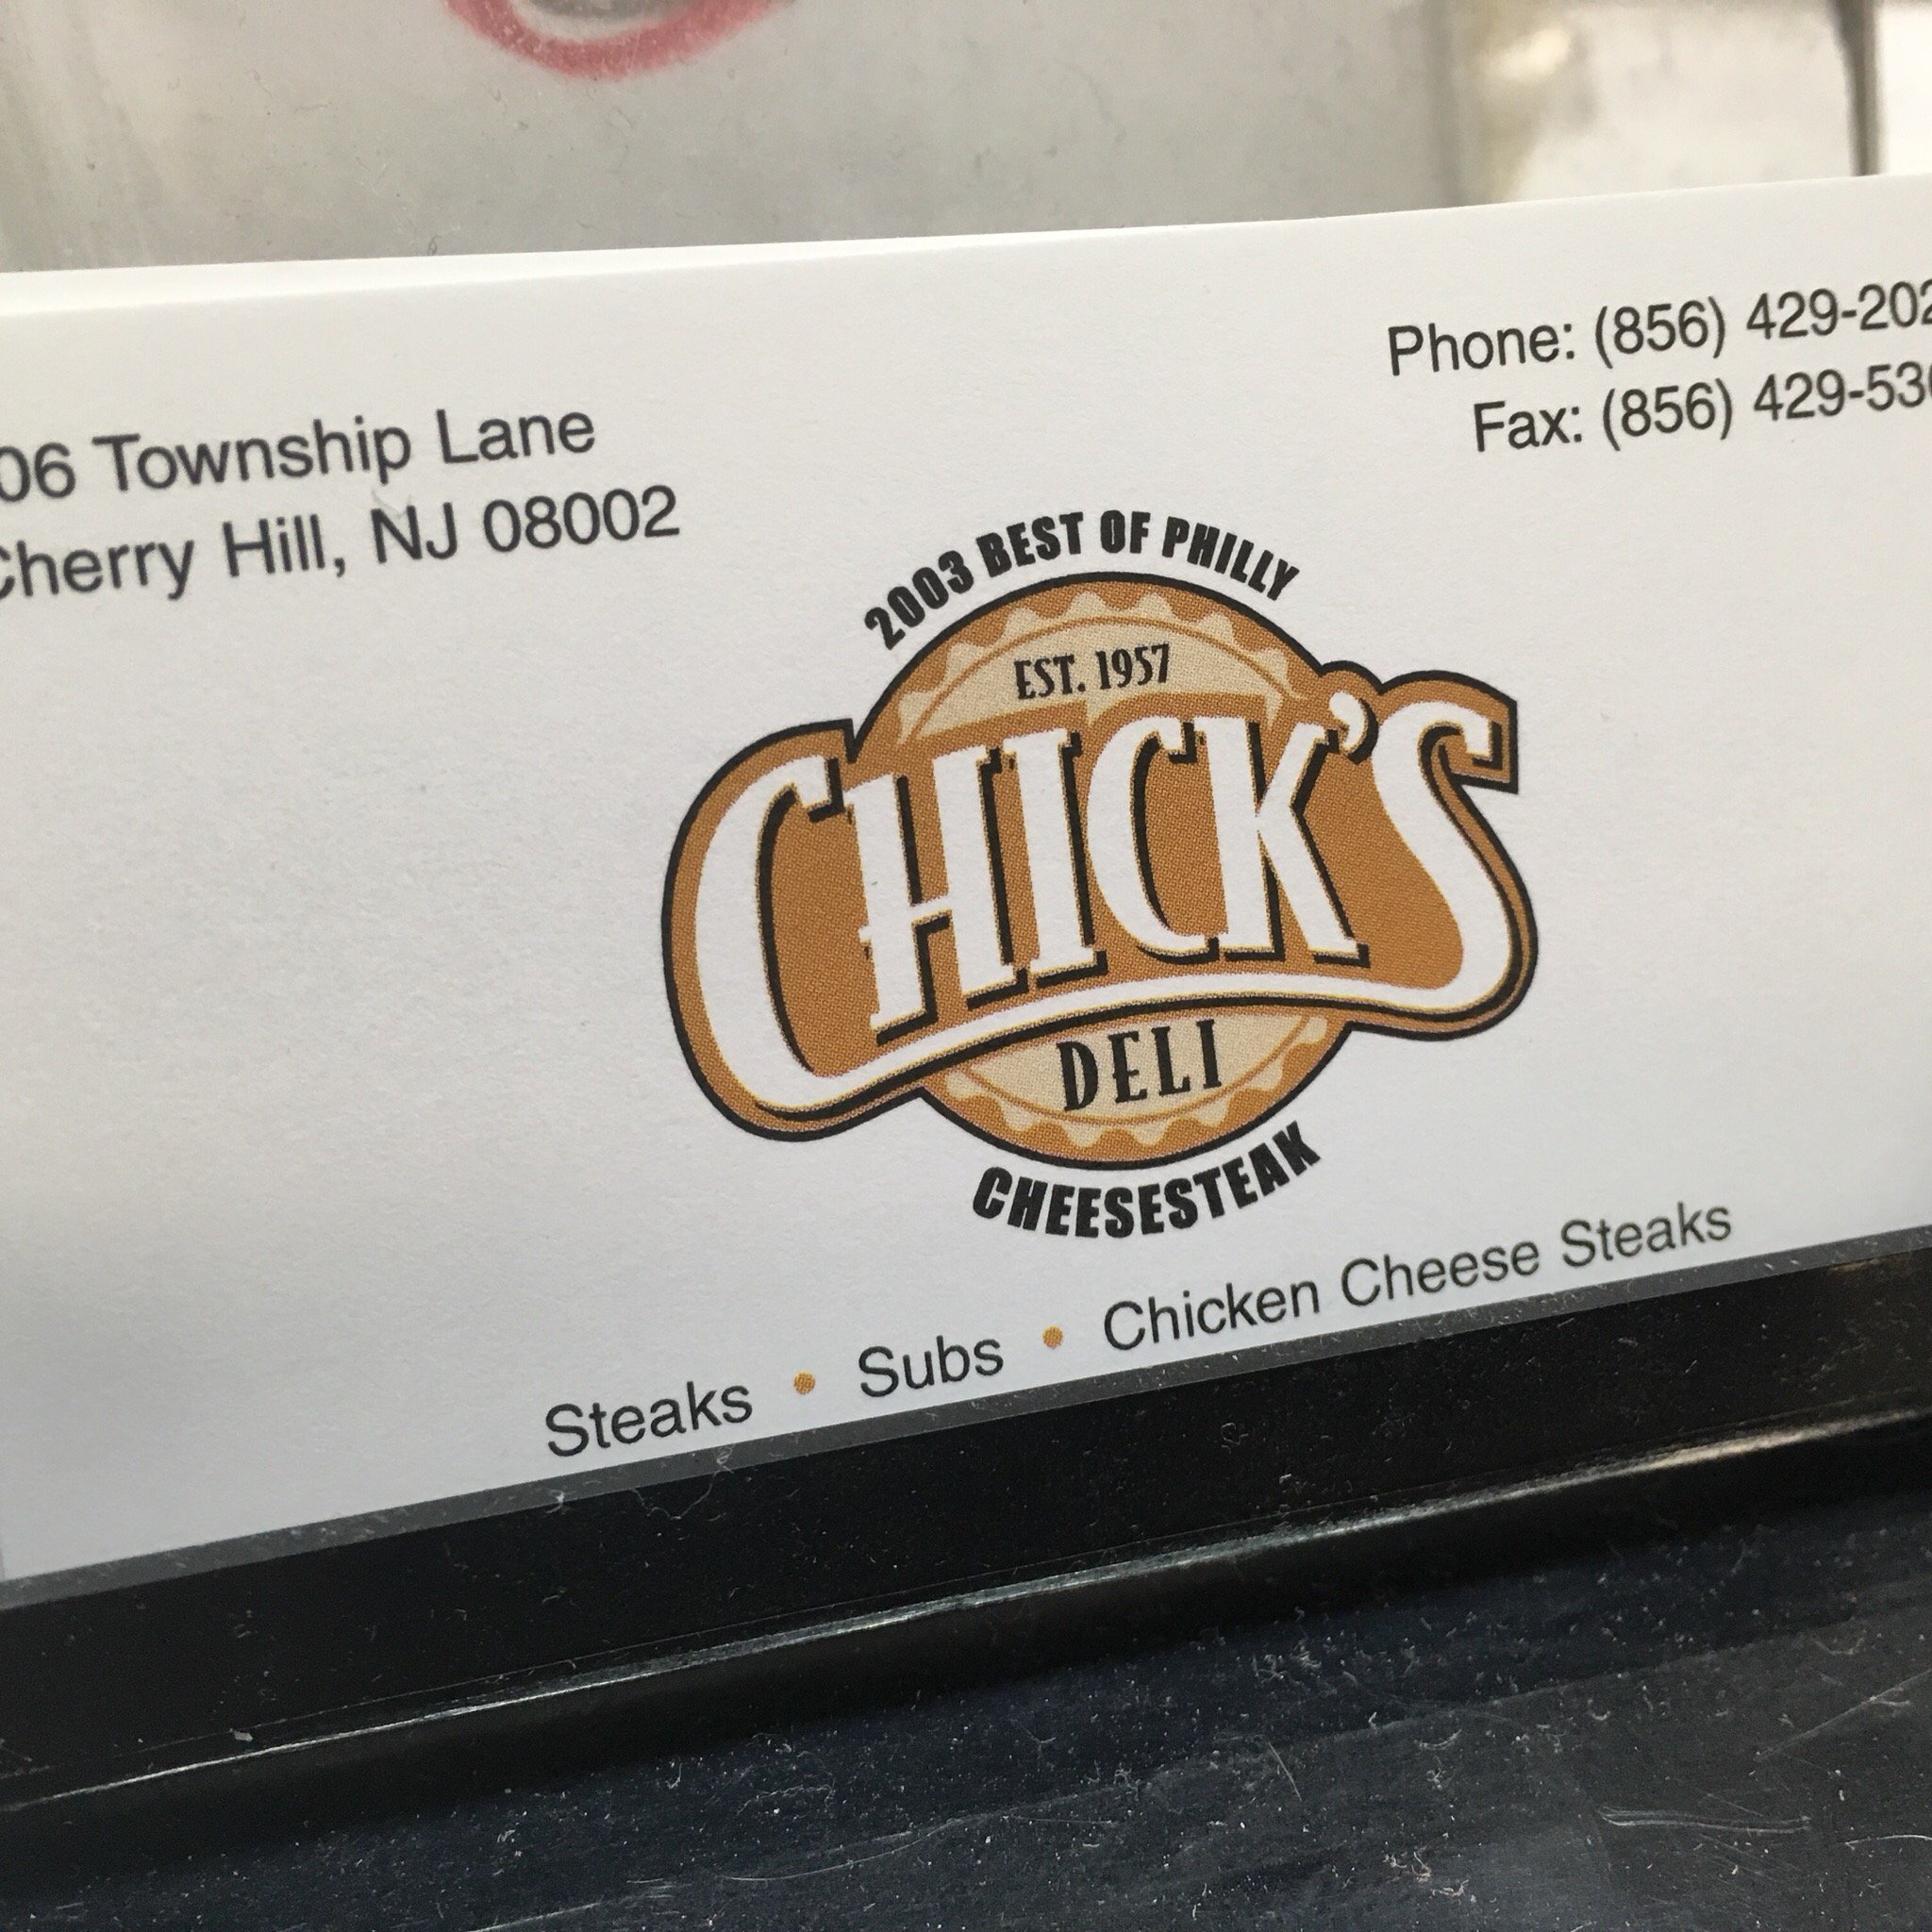 06 Township Lane
Cherry Hill, NJ 08002
Phone: (856) 429-202
Fax: (856) 429-530
2003 BEST OF PHILLY
EST. 1957
CHICK'S
DELI
CHEESESTEAK
Steaks • Subs • Chicken Cheese Steaks